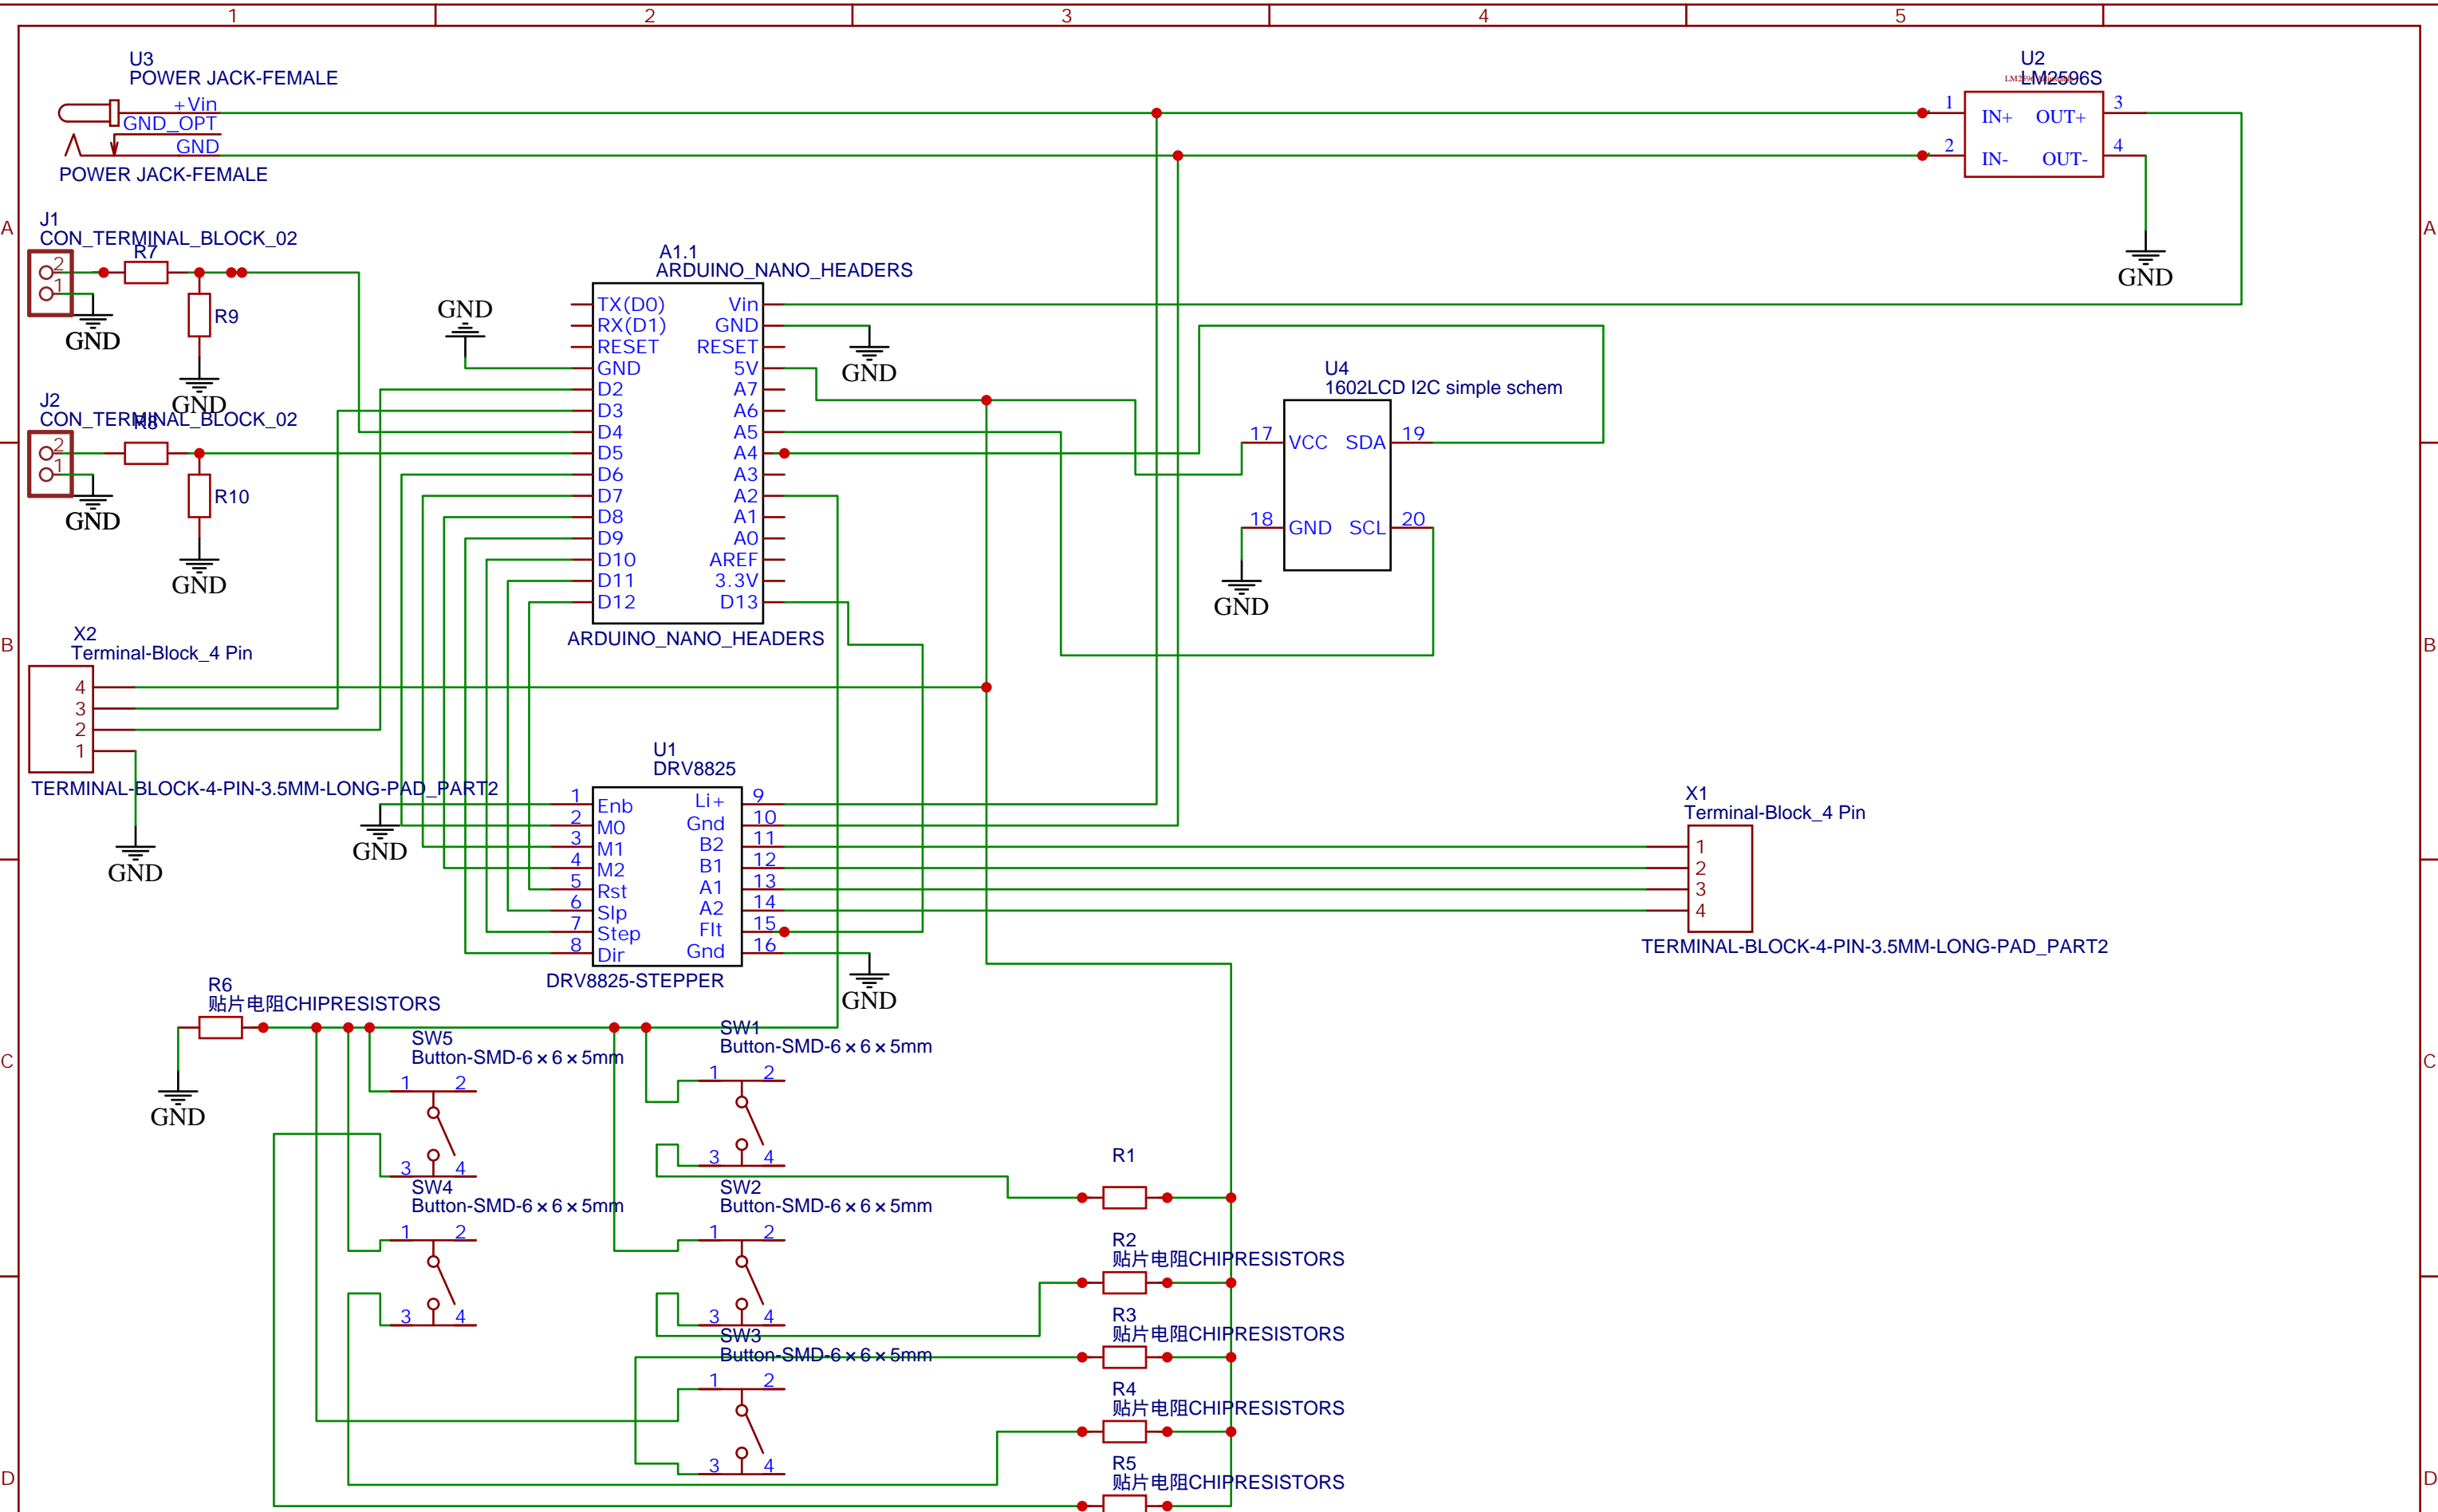 1 2 3 4 5
U3
POWER JACK-FEMALE
+Vin
GND_OPT
GND
POWER JACK-FEMALE
U2
LM2596S
1 IN+ OUT+ 3
2 IN- OUT- 4
GND
A A
J1
CON_TERMINAL_BLOCK_02
R7
2
1
GND
R9
GND
J2
CON_TERMINAL_BLOCK_02
R8
2
1
GND
R10
GND
A1.1
ARDUINO_NANO_HEADERS
GND
TX(D0) Vin
RX(D1) GND
RESET RESET
GND 5V
D2 A7
D3 A6
D4 A5
D5 A4
D6 A3
D7 A2
D8 A1
D9 A0
D10 AREF
D11 3.3V
D12 D13
ARDUINO_NANO_HEADERS
GND
U4
1602LCD I2C simple schem
17 VCC SDA 19
18 GND SCL 20
GND
B B
X2
Terminal-Block_4 Pin
4
3
2
1
TERMINAL-BLOCK-4-PIN-3.5MM-LONG-PAD_PART2
GND
U1
DRV8825
1 Enb Li+ 9
2 M0 Gnd 10
3 M1 B2 11
4 M2 B1 12
5 Rst A1 13
6 Slp A2 14
7 Step Flt 15
8 Dir Gnd 16
DRV8825-STEPPER
GND
GND
X1
Terminal-Block_4 Pin
1
2
3
4
TERMINAL-BLOCK-4-PIN-3.5MM-LONG-PAD_PART2
C C
R6
贴片电阻CHIPRESISTORS
GND
SW5
Button-SMD-6×6×5mm
1 2
3 4
SW1
Button-SMD-6×6×5mm
1 2
3 4
SW4
Button-SMD-6×6×5mm
1 2
3 4
SW2
Button-SMD-6×6×5mm
1 2
3 4
SW3
Button-SMD-6×6×5mm
1 2
3 4
R1
R2
贴片电阻CHIPRESISTORS
R3
贴片电阻CHIPRESISTORS
R4
贴片电阻CHIPRESISTORS
R5
贴片电阻CHIPRESISTORS
D D